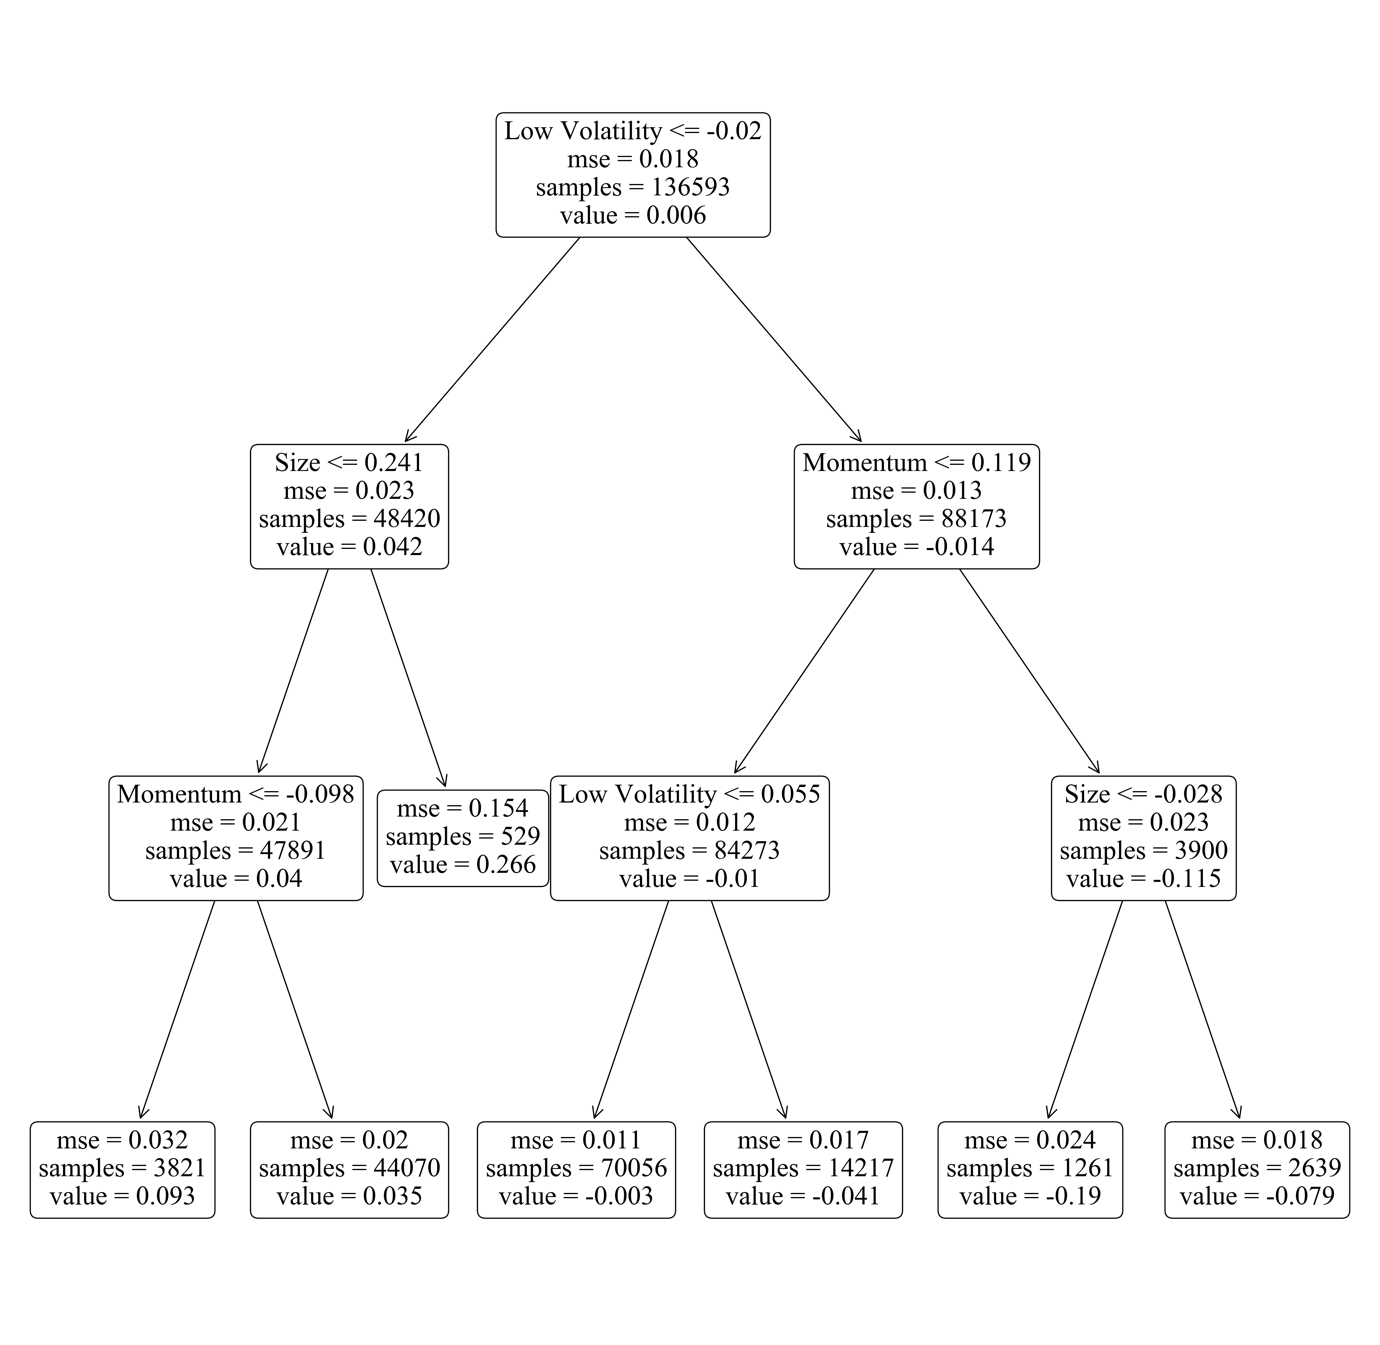 Low Volatility <= -0.02
mse = 0.018
samples = 136593
value = 0.006
Size <= 0.241
mse = 0.023
samples = 48420
value = 0.042
Momentum <= 0.119
mse = 0.013
samples = 88173
value = -0.014
Momentum <= -0.098
mse = 0.021
samples = 47891
value = 0.04
mse = 0.154
samples = 529
value = 0.266
Low Volatility <= 0.055
mse = 0.012
samples = 84273
value = -0.01
Size <= -0.028
mse = 0.023
samples = 3900
value = -0.115
mse = 0.032
samples = 3821
value = 0.093
mse = 0.02
samples = 44070
value = 0.035
mse = 0.011
samples = 70056
value = -0.003
mse = 0.017
samples = 14217
value = -0.041
mse = 0.024
samples = 1261
value = -0.19
mse = 0.018
samples = 2639
value = -0.079